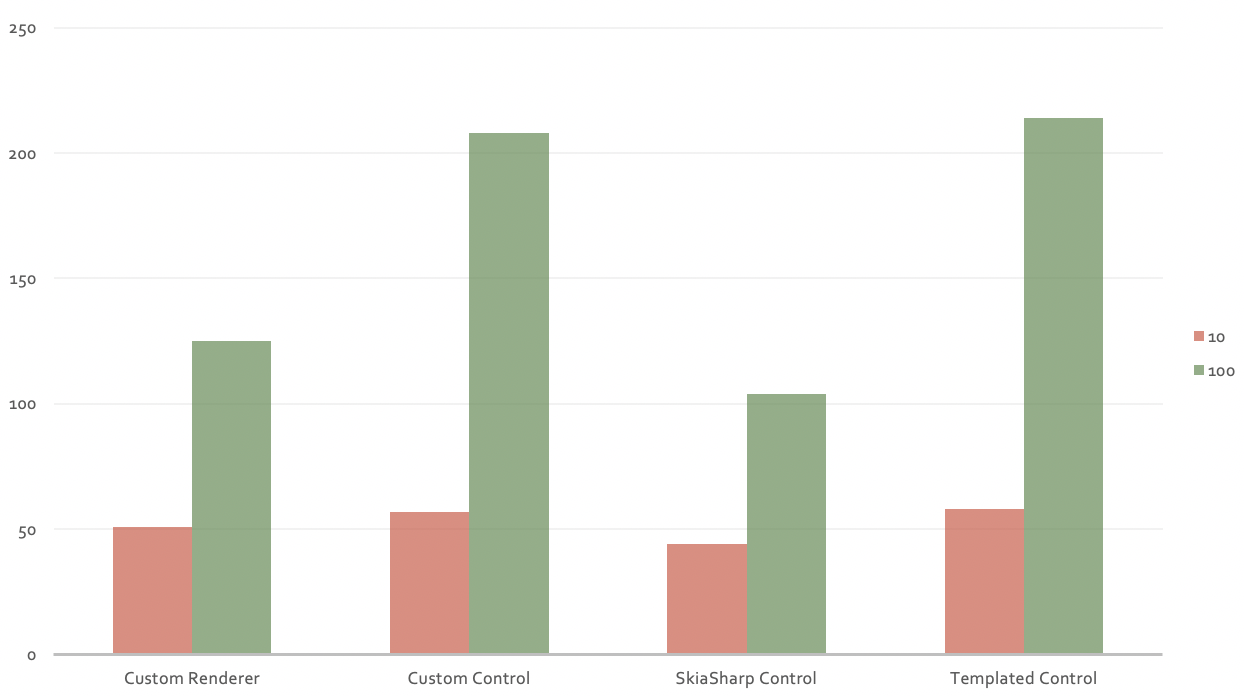 250
200
150
100
50
0
Custom Renderer
Custom Control
SkiaSharp Control
Templated Control
10
100